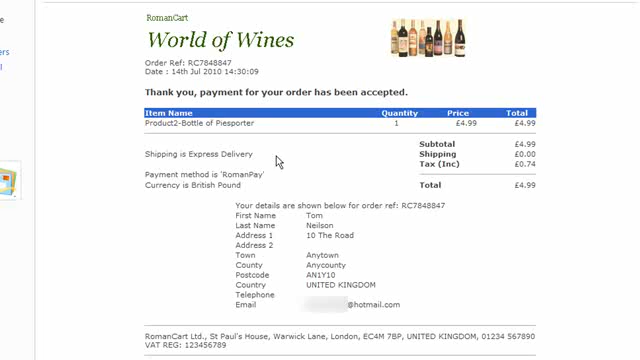 RomanCart
World of Wines
Order Ref: RC7848847
Date : 14th Jul 2010 14:30:09
Thank you, payment for your order has been accepted.
Item Name Quantity Price Total
Product2-Bottle of Piesporter 1 £4.99 £4.99
Subtotal £4.99
Shipping is Express Delivery Shipping £0.00
Tax (Inc) £0.74
Payment method is 'RomanPay'
Currency is British Pound Total £4.99
Your details are shown below for order ref: RC7848847
First Name Tom
Last Name Neilson
Address 1 10 The Road
Address 2
Town Anytown
County Anycounty
Postcode AN1Y10
Country UNITED KINGDOM
Telephone
Email @hotmail.com
RomanCart Ltd., St Paul's House, Warwick Lane, London, EC4M 7BP, UNITED KINGDOM, 01234 567890
VAT REG: 123456789